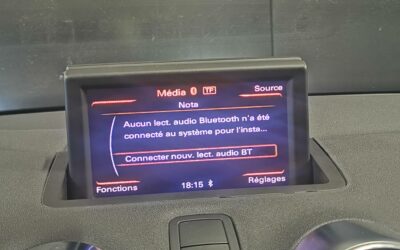 Média TP
Source
Nota
Aucun lect. audio Bluetooth n'a été
connecté au système pour l'insta...
Connecter nouv. lect. audio BT
Fonctions
18:15
Réglages